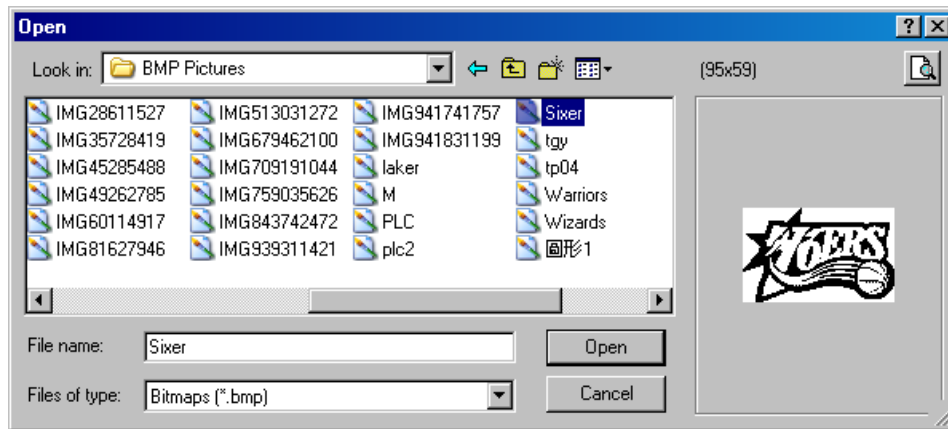 Open
Look in: BMP Pictures (95x59)
IMG28611527 IMG513031272 IMG941741757 Sixer
IMG35728419 IMG679462100 IMG941831199 tgy
IMG45285488 IMG709191044 laker tp04
IMG49262785 IMG759035626 M Warriors
IMG60114917 IMG843742472 PLC Wizards
IMG81627946 IMG939311421 plc2 圖形1
76ERS
File name: Sixer Open
Files of type: Bitmaps (*.bmp) Cancel